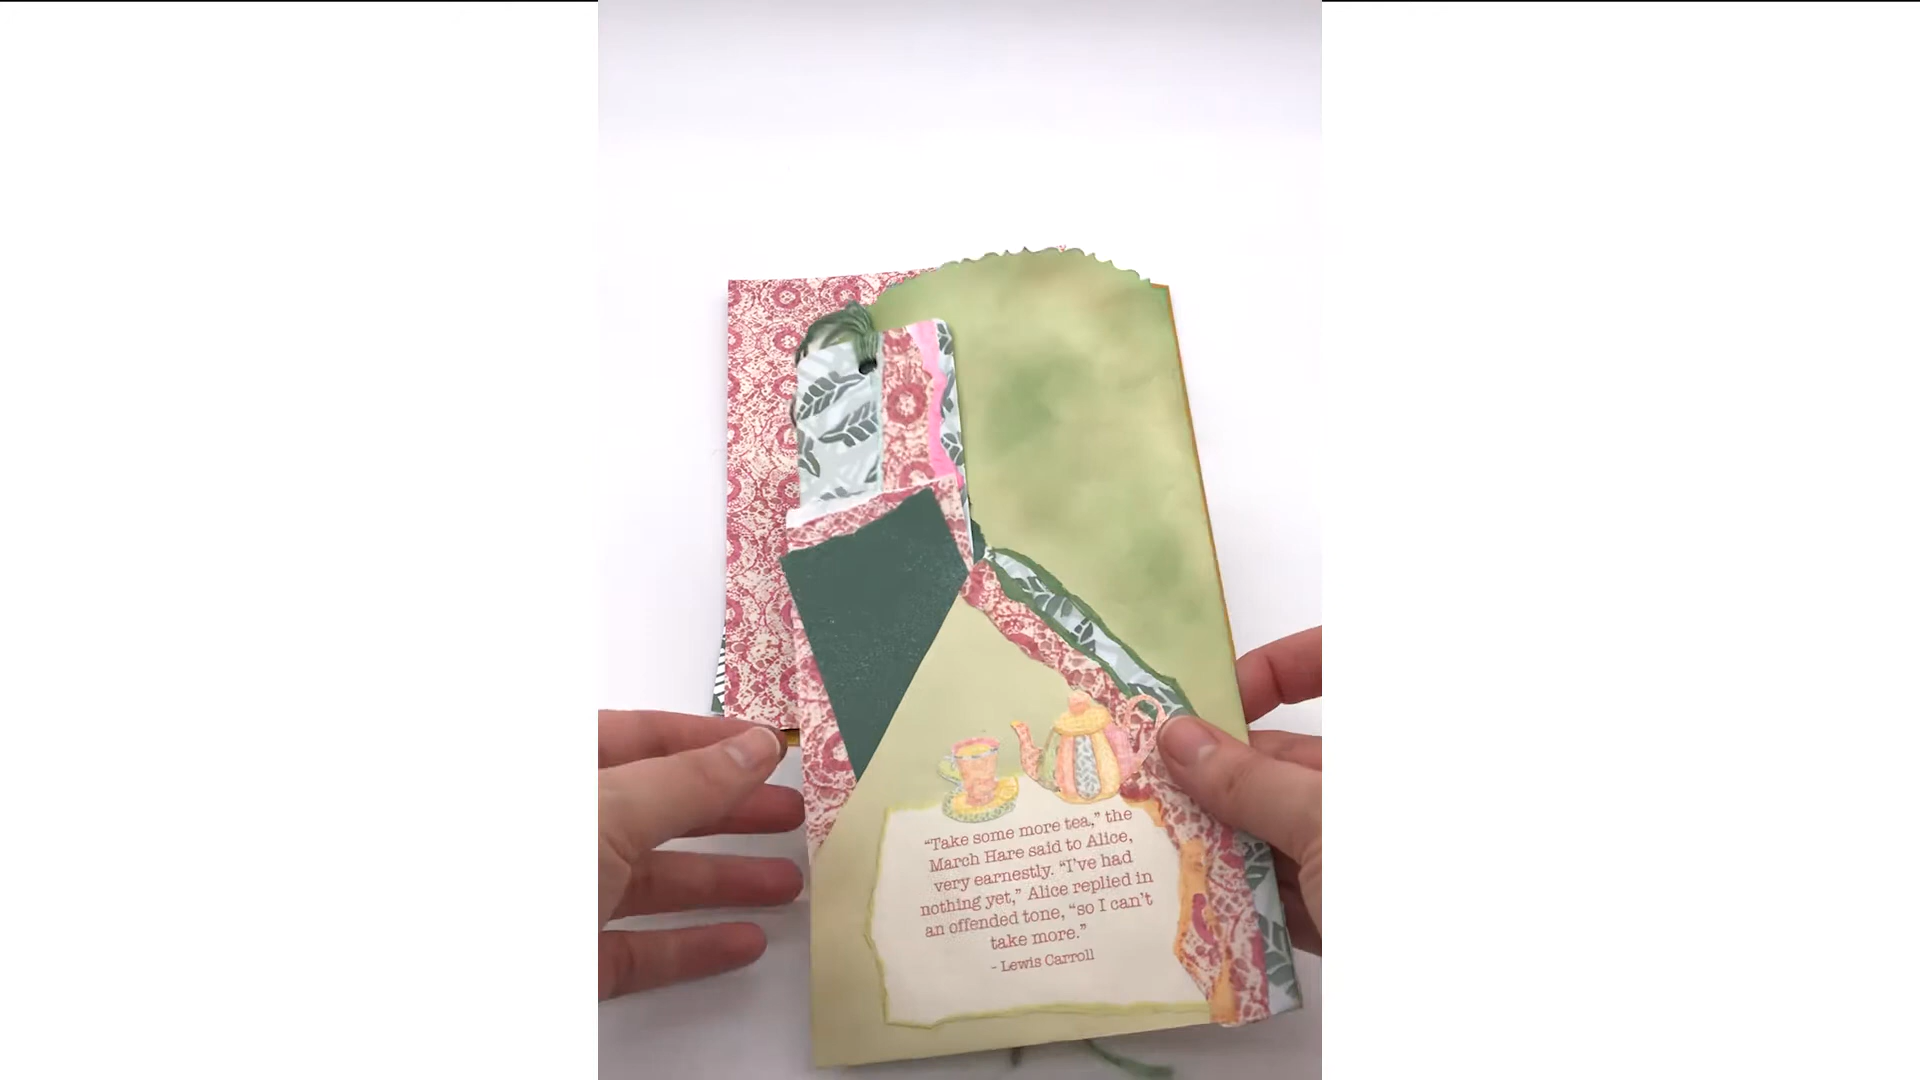 “Take some more tea,” the
March Hare said to Alice,
very earnestly. “I’ve had
nothing yet,” Alice replied in
an offended tone, “so I can’t
take more.”
- Lewis Carroll